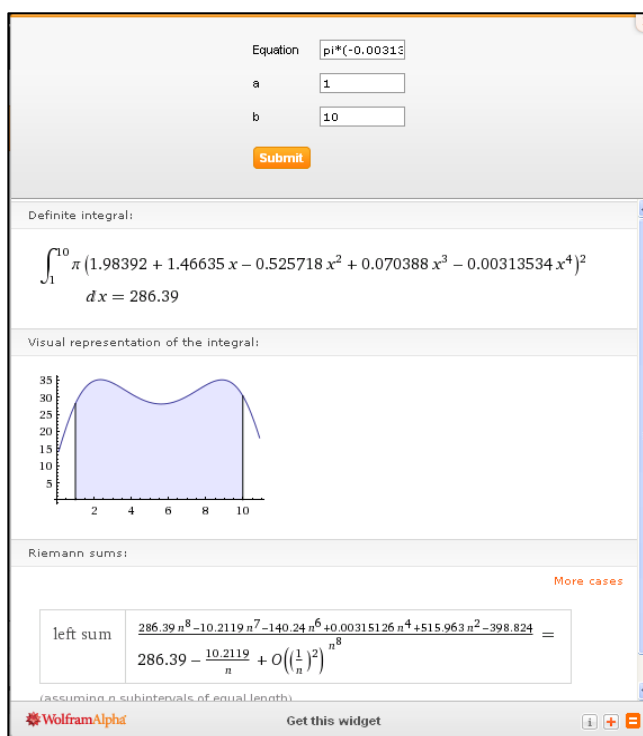 Equation pi*(-0.00313
a 1
b 10
Submit
Definite integral:
∫₁¹⁰ π (1.98392 + 1.46635 x − 0.525718 x² + 0.070388 x³ − 0.00313534 x⁴)²
dx = 286.39
Visual representation of the integral:
35
30
25
20
15
10
5
2 4 6 8 10
Riemann sums:
More cases
left sum (286.39 n⁸−10.2119 n⁷−140.24 n⁶+0.00315126 n⁴+515.963 n²−398.824)/n⁸ =
286.39 − 10.2119/n + O((1/n)²)
(assuming n subintervals of equal length)
WolframAlpha Get this widget i